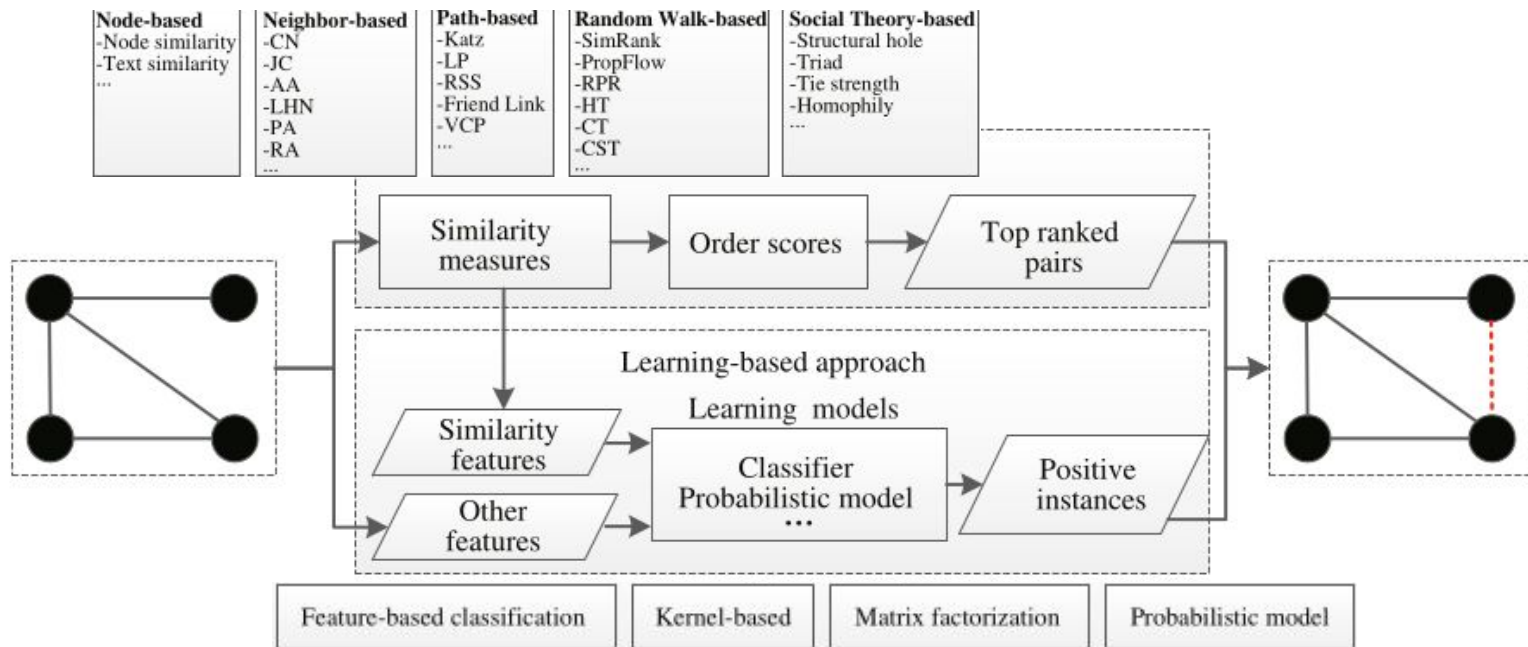 Node-based
-Node similarity
-Text similarity
...
Neighbor-based
-CN
-JC
-AA
-LHN
-PA
-RA
...
Path-based
-Katz
-LP
-RSS
-Friend Link
-VCP
...
Random Walk-based
-SimRank
-PropFlow
-RPR
-HT
-CT
-CST
...
Social Theory-based
-Structural hole
-Triad
-Tie strength
-Homophily
...
Similarity
measures
Order scores
Top ranked
pairs
Learning-based approach
Learning models
Similarity
features
Other
features
Classifier
Probabilistic model
...
Positive
instances
Feature-based classification
Kernel-based
Matrix factorization
Probabilistic model